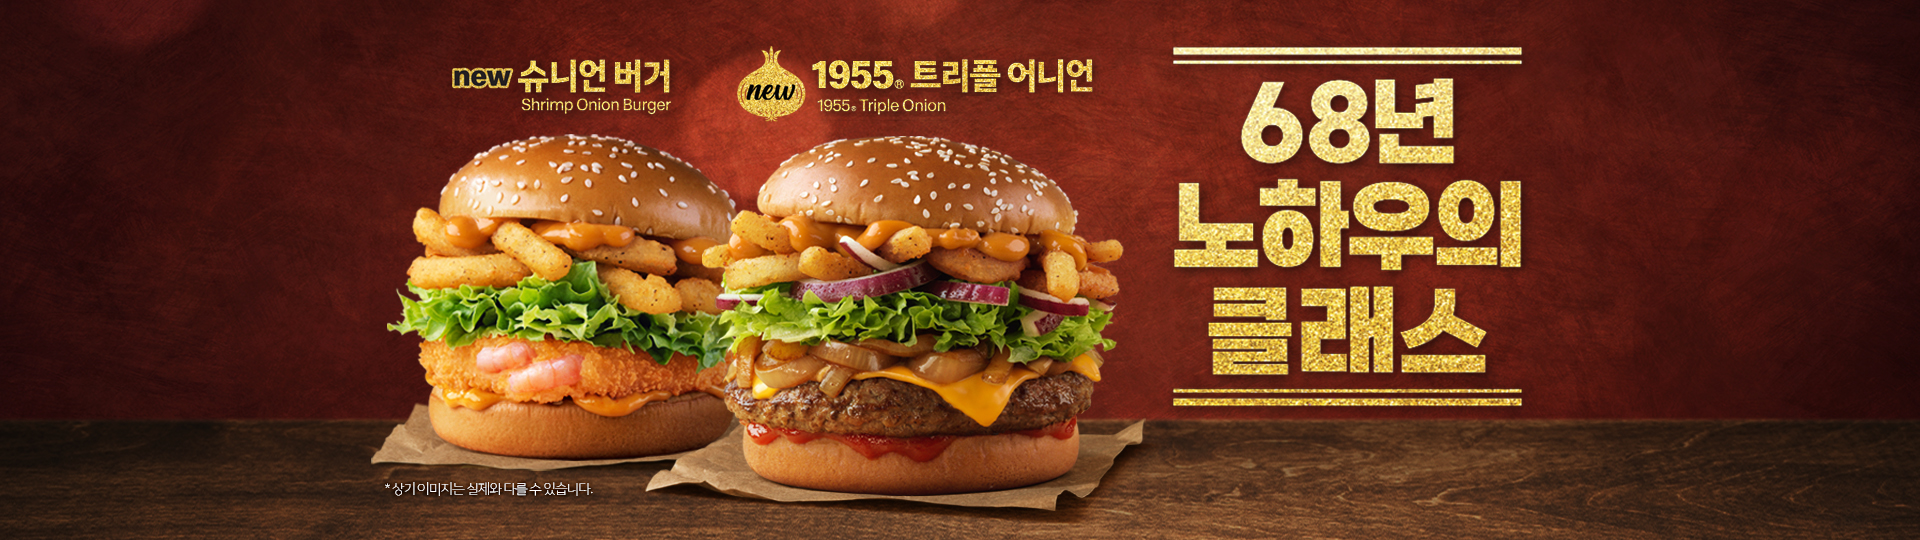 new 슈니언 버거
Shrimp Onion Burger
new 1955® 트리플 어니언
1955® Triple Onion
68년
노하우의
클래스
* 상기 이미지는 실제와 다를 수 있습니다.